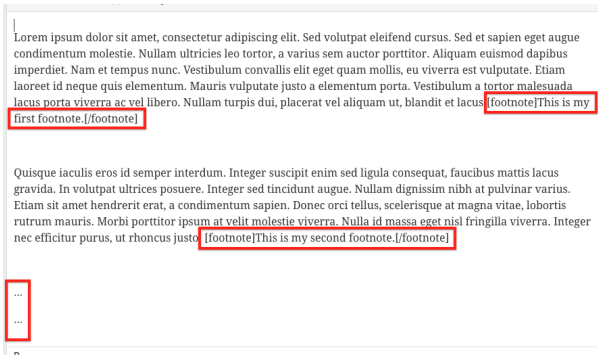 Lorem ipsum dolor sit amet, consectetur adipiscing elit. Sed volutpat eleifend cursus. Sed et sapien eget augue
condimentum molestie. Nullam ultricies leo tortor, a varius sem auctor porttitor. Aliquam euismod dapibus
imperdiet. Nam et tempus nunc. Vestibulum convallis elit eget quam mollis, eu viverra est vulputate. Etiam
laoreet id neque quis elementum. Mauris vulputate justo a elementum porta. Vestibulum a tortor malesuada
lacus porta viverra ac vel libero. Nullam turpis dui, placerat vel aliquam ut, blandit et lacus [footnote]This is my
first footnote.[/footnote]
Quisque iaculis eros id semper interdum. Integer suscipit enim sed ligula consequat, faucibus mattis lacus
gravida. In volutpat ultrices posuere. Integer sed tincidunt augue. Nullam dignissim nibh at pulvinar varius.
Etiam sit amet hendrerit erat, a condimentum sapien. Donec orci tellus, scelerisque at magna vitae, lobortis
rutrum mauris. Morbi porttitor ipsum at velit molestie viverra. Nulla id massa eget nisl fringilla viverra. Integer
nec efficitur purus, ut rhoncus justo [footnote]This is my second footnote.[/footnote]
...
...